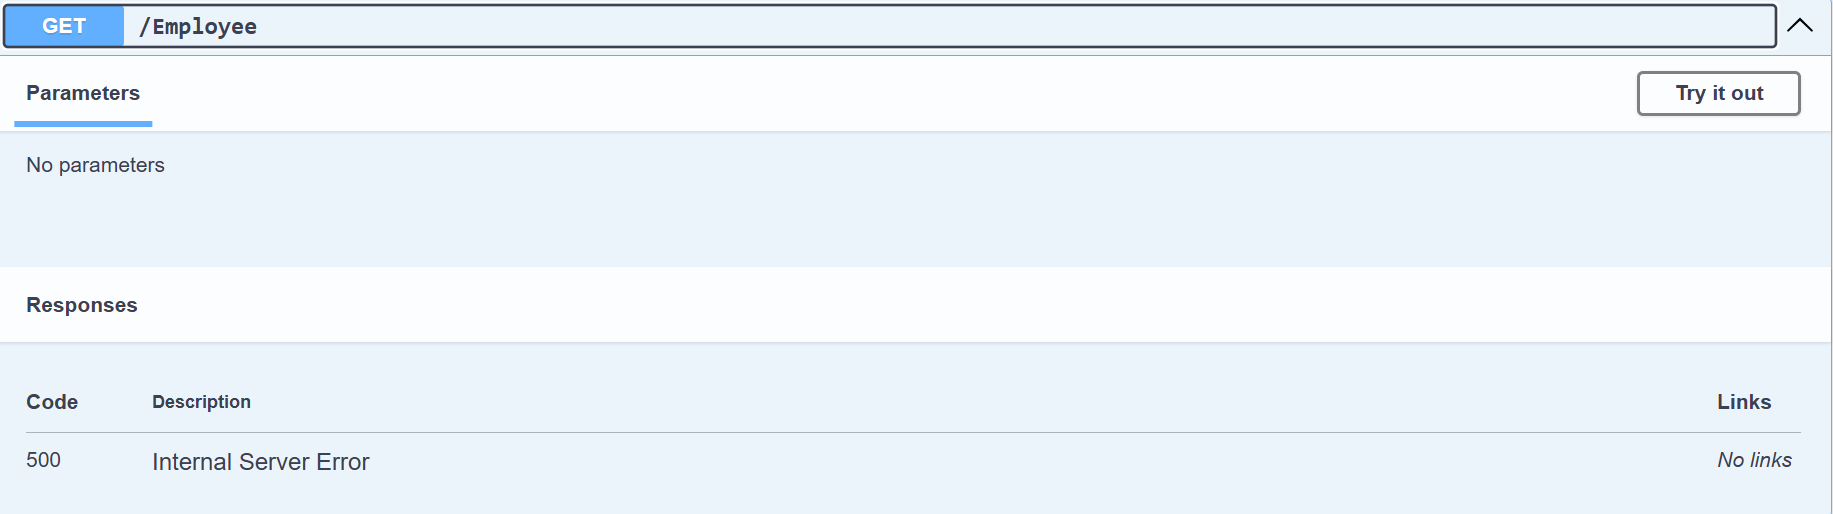 GET /Employee
Parameters
Try it out
No parameters
Responses
Code Description Links
500 Internal Server Error No links